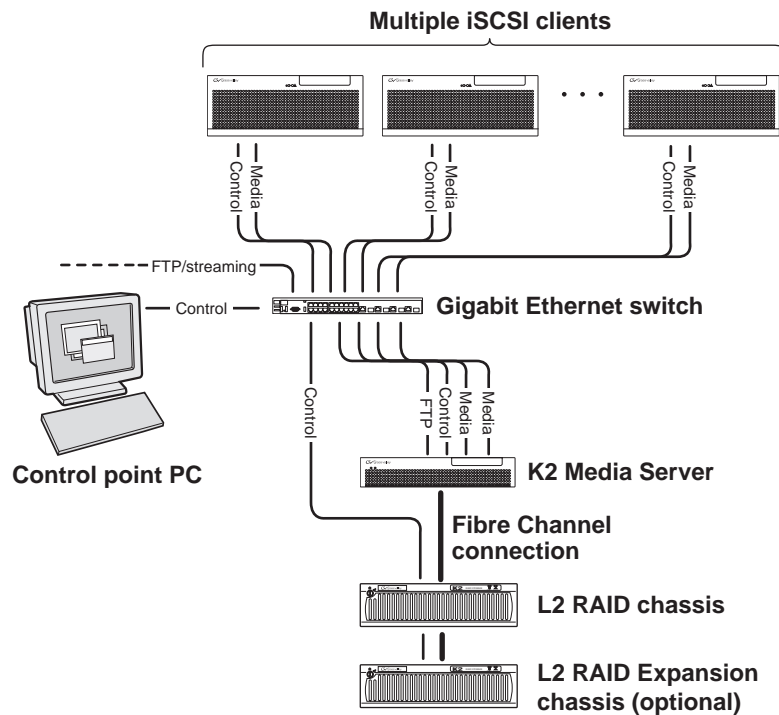 Multiple iSCSI clients
Control
Media
Control
Media
Control
Media
FTP/streaming
Control
Gigabit Ethernet switch
Control
FTP
Control
Media
Media
Control point PC
K2 Media Server
Fibre Channel
connection
L2 RAID chassis
L2 RAID Expansion
chassis (optional)